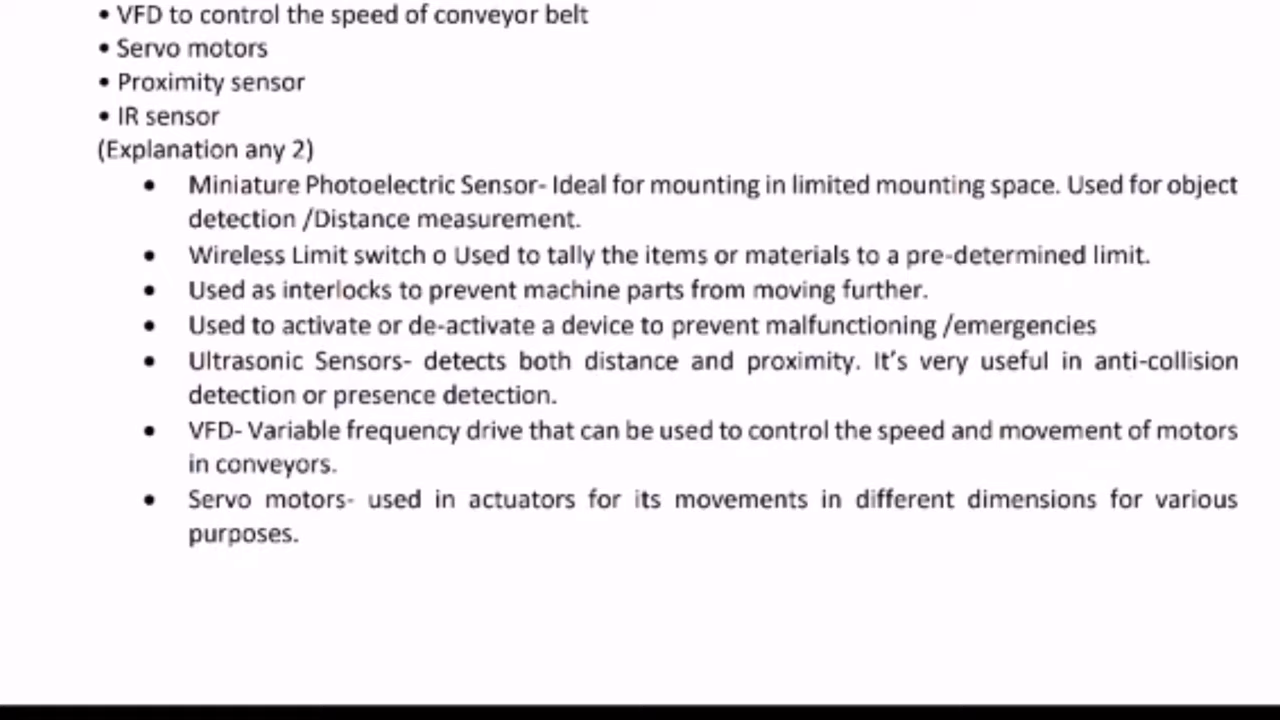 • VFD to control the speed of conveyor belt
• Servo motors
• Proximity sensor
• IR sensor
(Explanation any 2)
• Miniature Photoelectric Sensor- Ideal for mounting in limited mounting space. Used for object
detection /Distance measurement.
• Wireless Limit switch o Used to tally the items or materials to a pre-determined limit.
• Used as interlocks to prevent machine parts from moving further.
• Used to activate or de-activate a device to prevent malfunctioning /emergencies
• Ultrasonic Sensors- detects both distance and proximity. It's very useful in anti-collision
detection or presence detection.
• VFD- Variable frequency drive that can be used to control the speed and movement of motors
in conveyors.
• Servo motors- used in actuators for its movements in different dimensions for various
purposes.